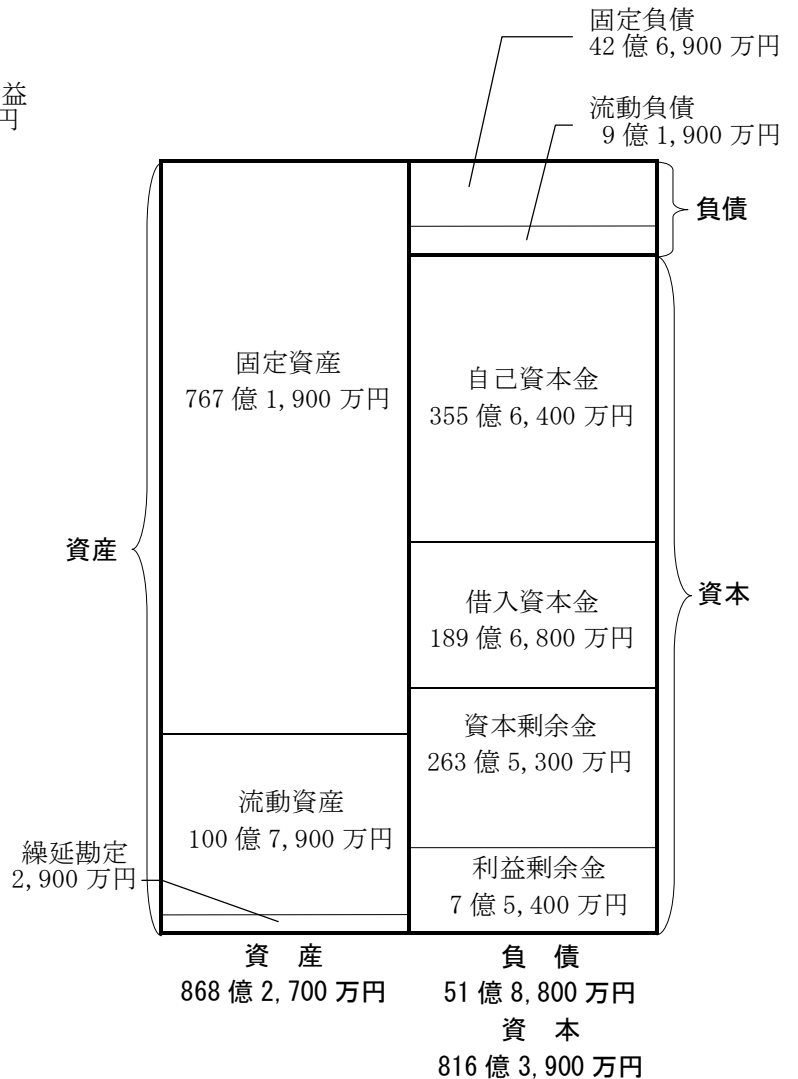 益
円
固定負債
42 億 6,900 万円
流動負債
9 億 1,900 万円
負債
固定資産
767 億 1,900 万円
自己資本金
355 億 6,400 万円
資産
借入資本金
189 億 6,800 万円
資本
資本剰余金
263 億 5,300 万円
流動資産
100 億 7,900 万円
繰延勘定
2,900 万円
利益剰余金
7 億 5,400 万円
資 産
868 億 2,700 万円
負 債
51 億 8,800 万円
資 本
816 億 3,900 万円